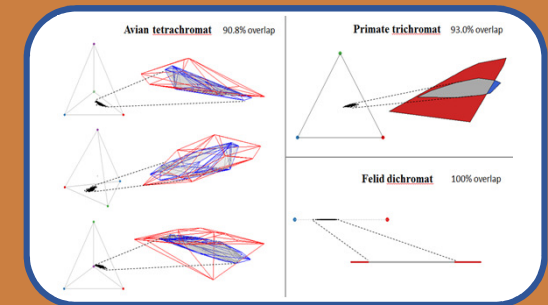 Avian tetrachromat 90.8% overlap
Primate trichromat 93.0% overlap
Felid dichromat 100% overlap